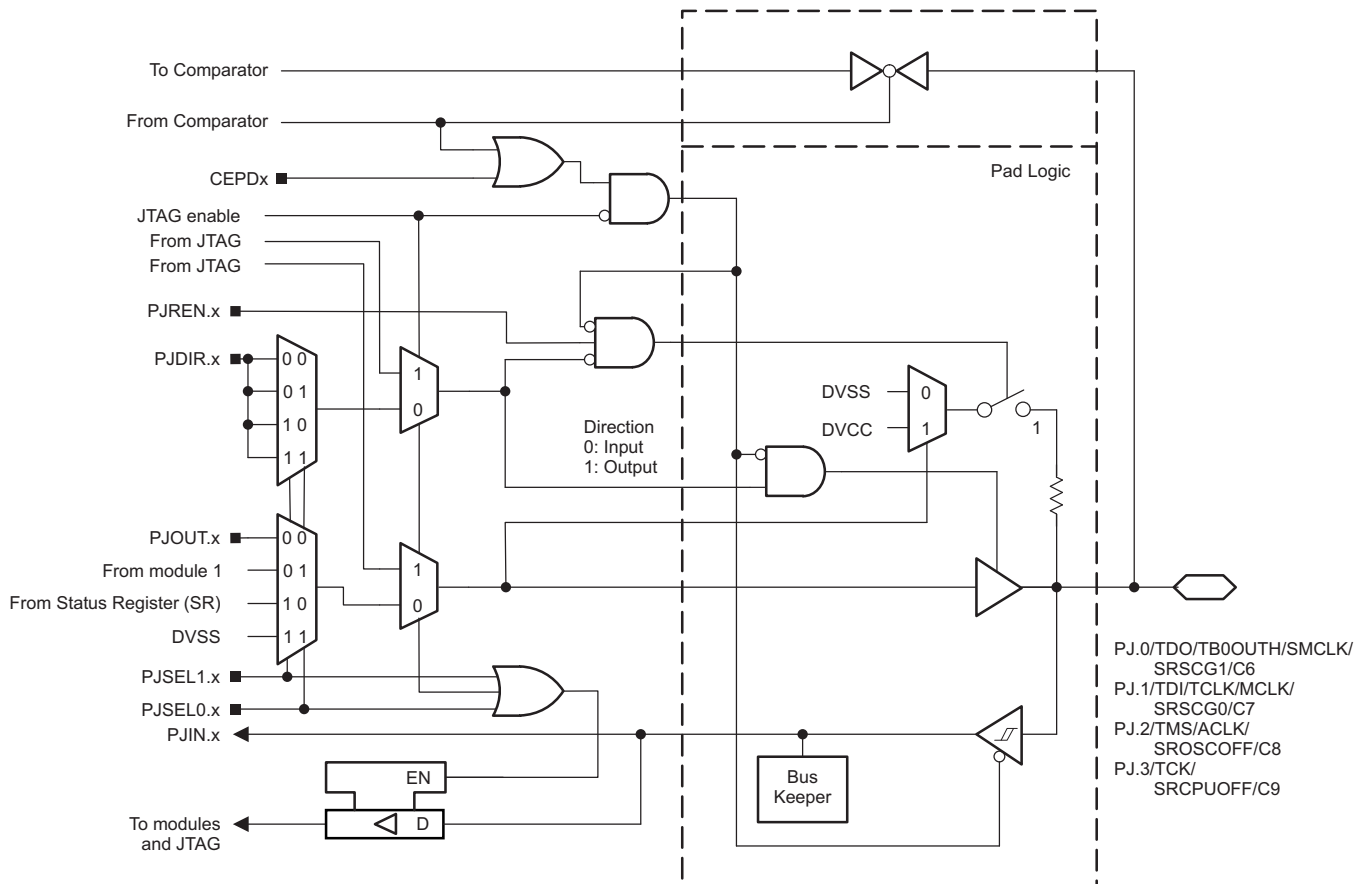 To Comparator
From Comparator
Pad Logic
CEPDx
JTAG enable
From JTAG
From JTAG
PJREN.x
PJDIR.x
0 0
0 1
1 0
1 1
1
0
Direction
0: Input
1: Output
DVSS
DVCC
0
1
1
PJOUT.x
From module 1
From Status Register (SR)
DVSS
0 0
0 1
1 0
1 1
1
0
PJSEL1.x
PJSEL0.x
PJIN.x
EN
D
To modules
and JTAG
Bus
Keeper
PJ.0/TDO/TB0OUTH/SMCLK/
SRSCG1/C6
PJ.1/TDI/TCLK/MCLK/
SRSCG0/C7
PJ.2/TMS/ACLK/
SROSCOFF/C8
PJ.3/TCK/
SRCPUOFF/C9